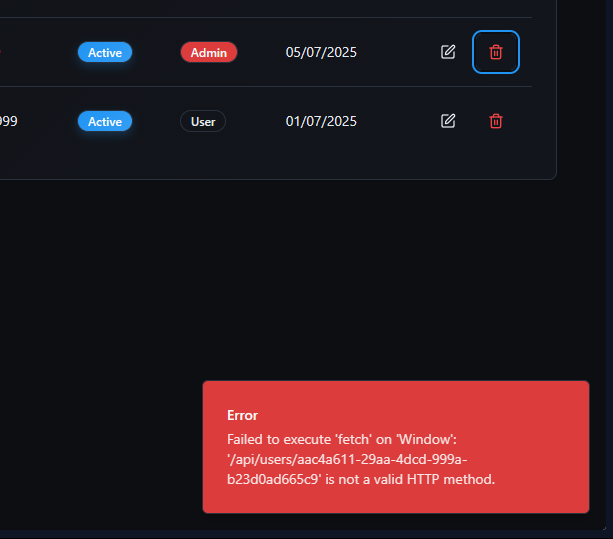 Active Admin 05/07/2025
999 Active User 01/07/2025
Error
Failed to execute 'fetch' on 'Window':
'/api/users/aac4a611-29aa-4dcd-999a-
b23d0ad665c9' is not a valid HTTP method.